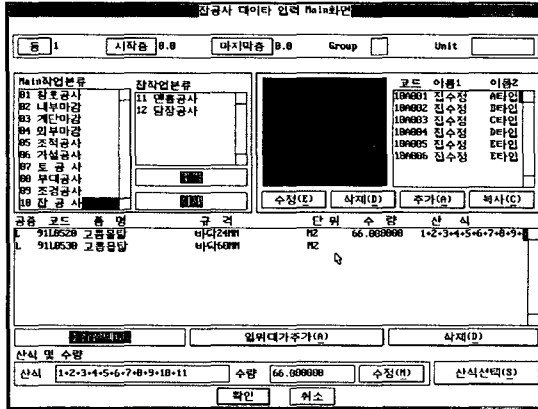 잡공사 데이타 입력 Main화면
동 1 시작층 0.0 마지막층 0.0 Group Unit
Main작업분류
01 창호공사
02 내부마감
03 계단마감
04 외부마감
05 조적공사
06 가설공사
07 토 공 사
08 부대공사
09 조경공사
10 잡 공 사
잡작업분류
11 맨홀공사
12 담장공사
코드 이름1 이름2
10A001 집수정 A타입
10A002 집수정 B타입
10A003 집수정 C타입
10A004 집수정 D타입
10A005 집수정 E타입
10A006 집수정 E타입
수정(E) 삭제(D) 추가(A) 복사(C)
공종 코드 품 명 규 격 단 위 수 량 산 식
L 911.0520 고름몰탈 바닥24MM M2 66.000000 1+2+3+4+5+6+7+8+9+
L 911.0530 고름몰탈 바닥60MM M2
일위대가추가(A) 삭제(D)
산식 및 수량
산식 1+2+3+4+5+6+7+8+9+10+11 수량 66.000000 수정(M) 산식선택(S)
확인 취소